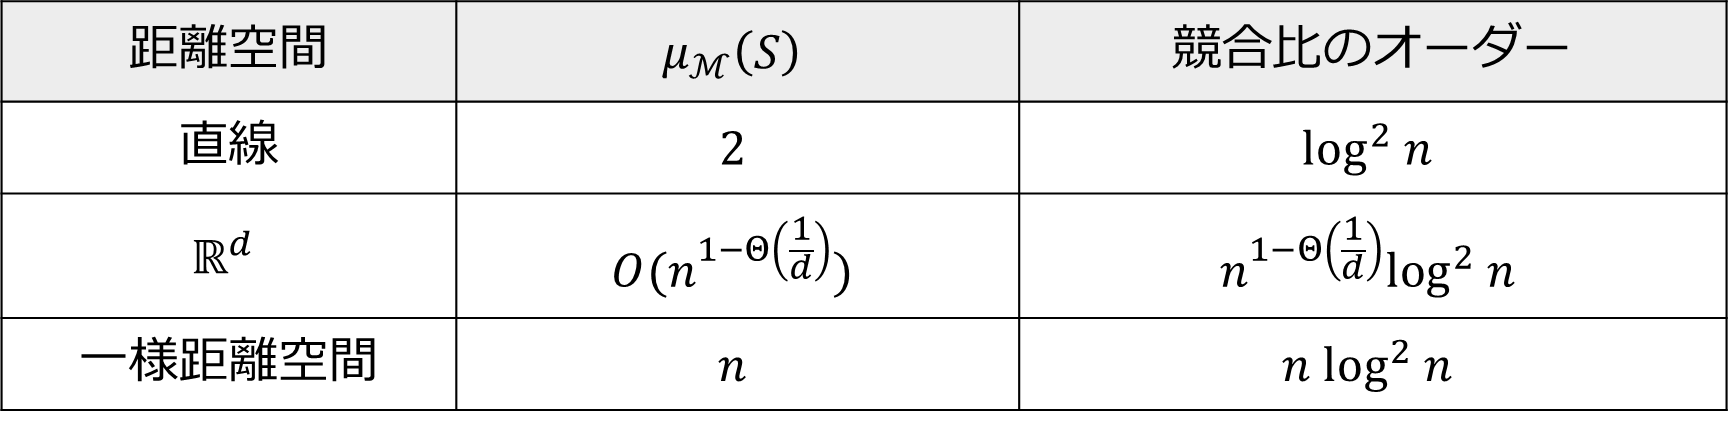 距離空間 μ_ℳ(S) 競合比のオーダー
直線 2 log² n
ℝᵈ O(n^{1−Θ(1/d)}) n^{1−Θ(1/d)} log² n
一様距離空間 n n log² n